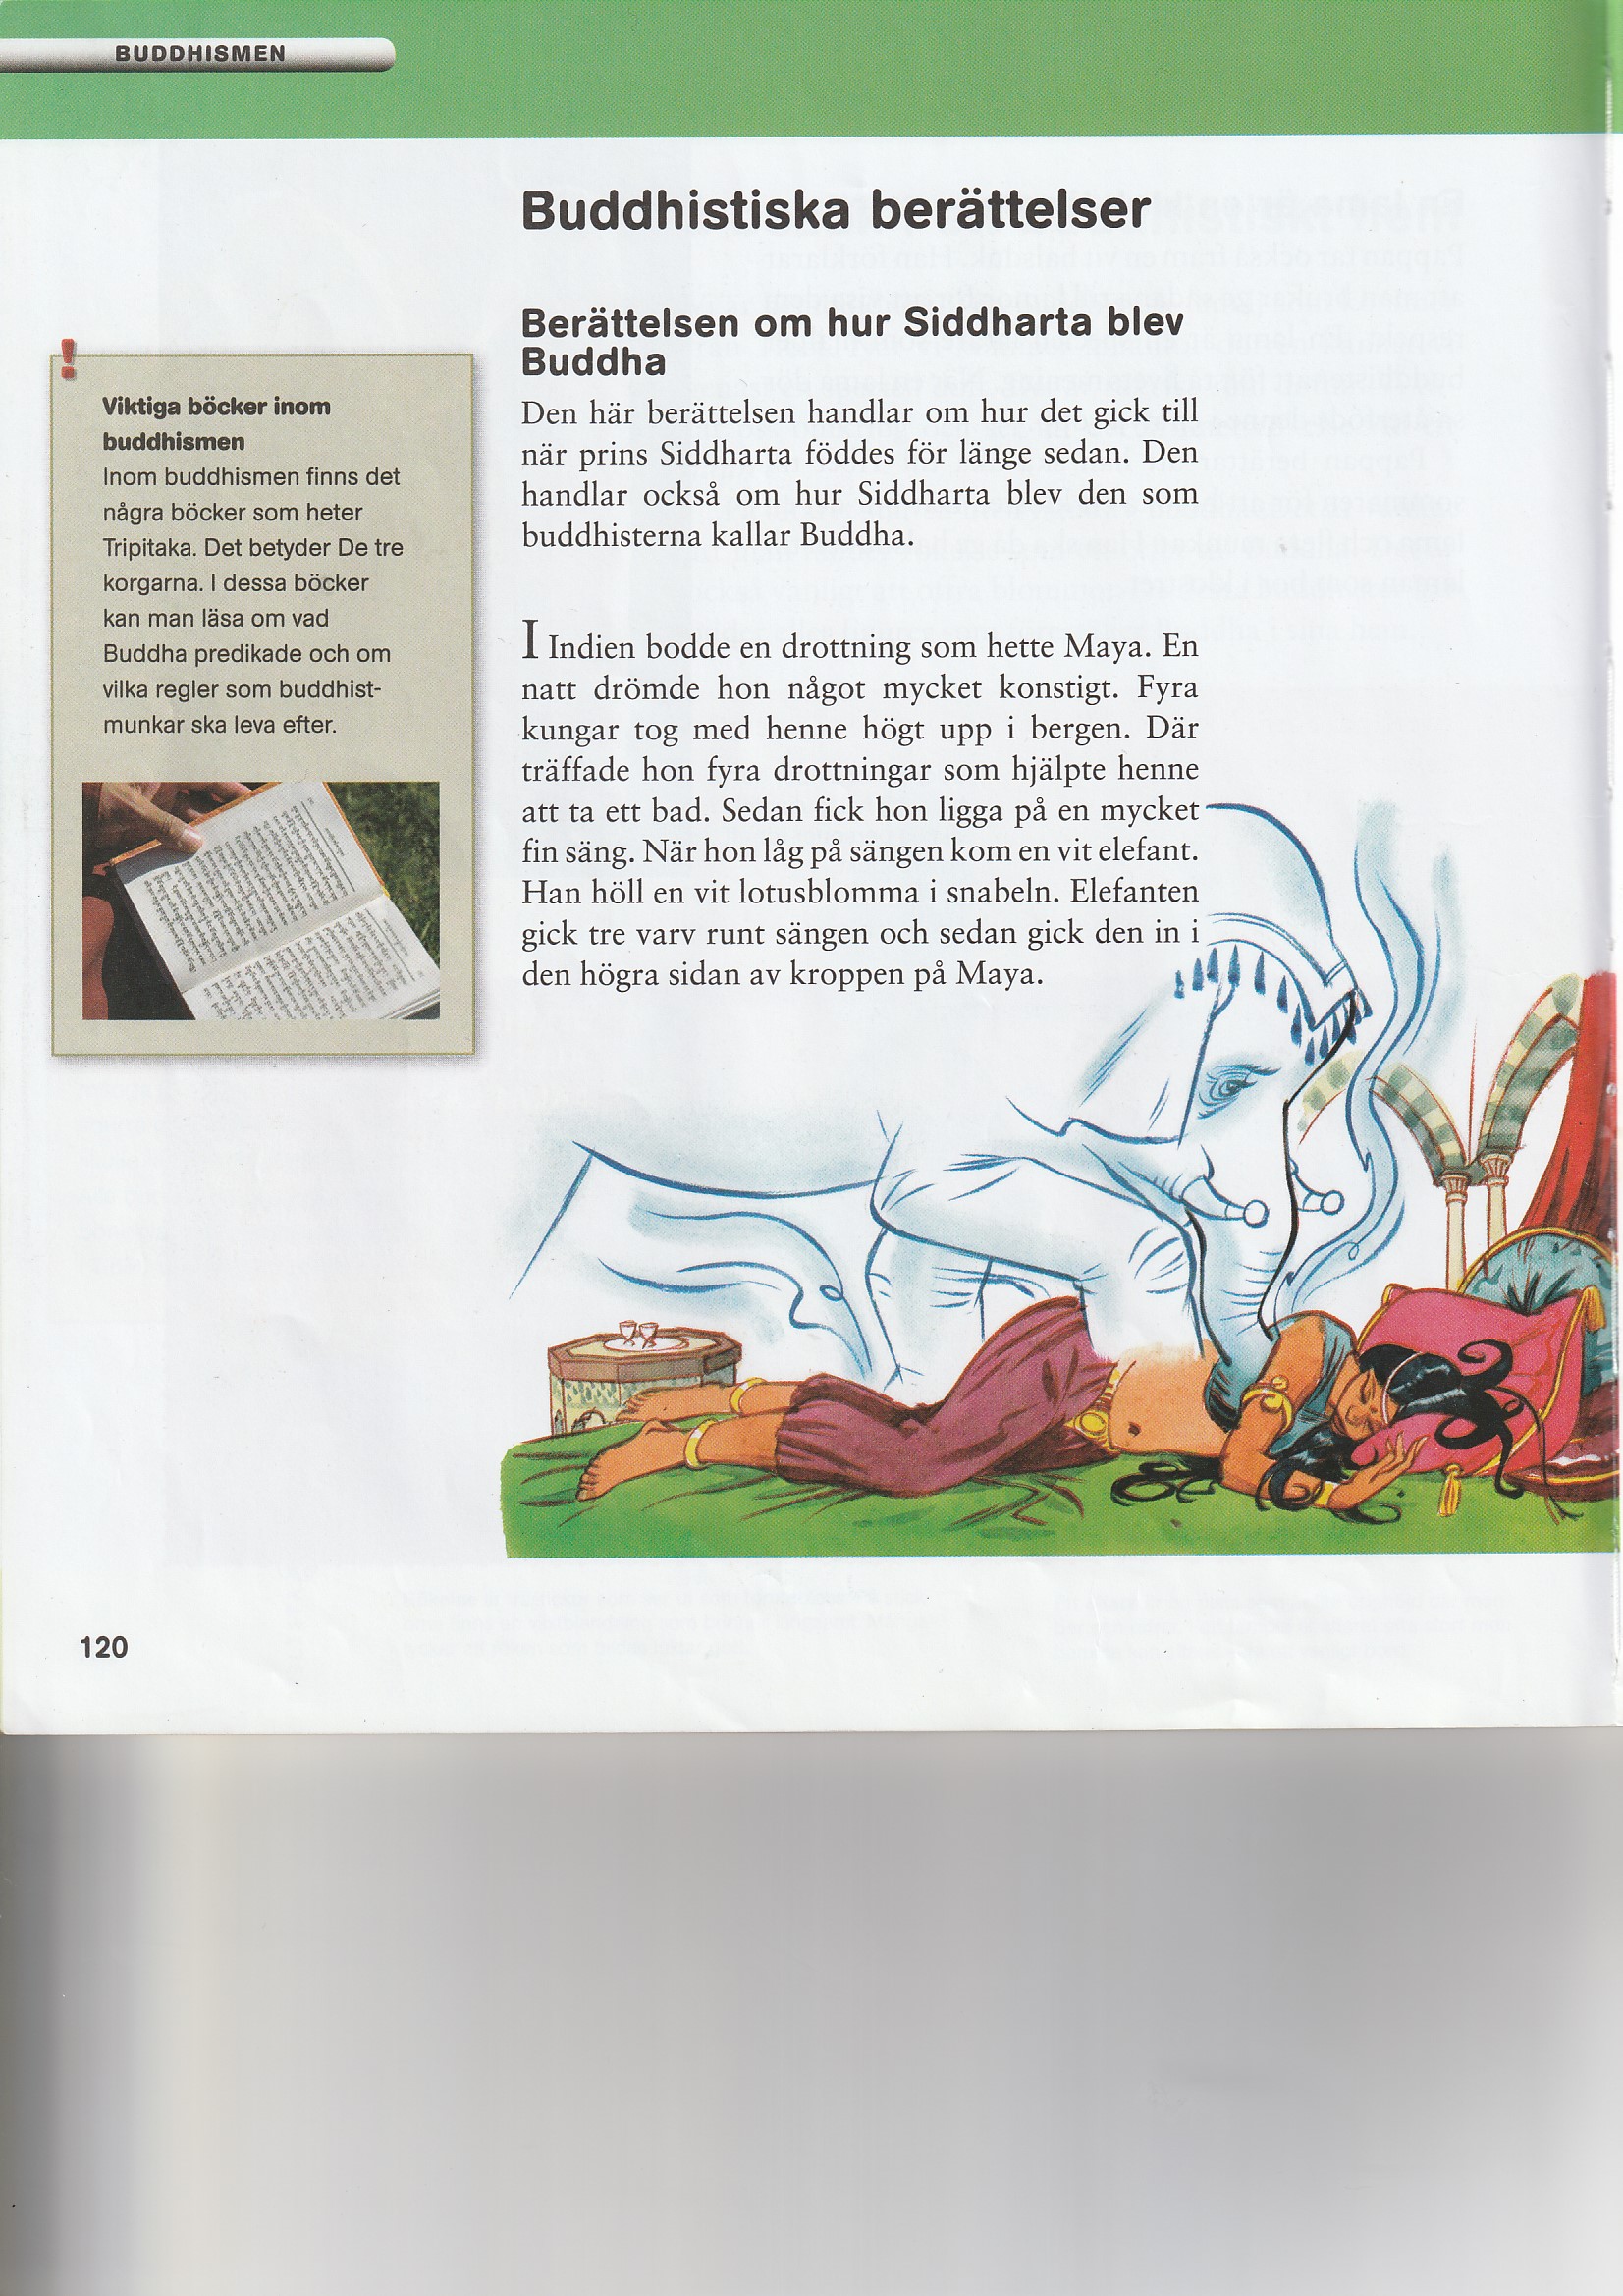 BUDDHISMEN
Buddhistiska berättelser
Berättelsen om hur Siddharta blev
Buddha
Den här berättelsen handlar om hur det gick till
när prins Siddharta föddes för länge sedan. Den
handlar också om hur Siddharta blev den som
buddhisterna kallar Buddha.
I Indien bodde en drottning som hette Maya. En
natt drömde hon något mycket konstigt. Fyra
kungar tog med henne högt upp i bergen. Där
träffade hon fyra drottningar som hjälpte henne
att ta ett bad. Sedan fick hon ligga på en mycket
fin säng. När hon låg på sängen kom en vit elefant.
Han höll en vit lotusblomma i snabeln. Elefanten
gick tre varv runt sängen och sedan gick den in i
den högra sidan av kroppen på Maya.
!
Viktiga böcker inom
buddhismen
Inom buddhismen finns det
några böcker som heter
Tripitaka. Det betyder De tre
korgarna. I dessa böcker
kan man läsa om vad
Buddha predikade och om
vilka regler som buddhist-
munkar ska leva efter.
120